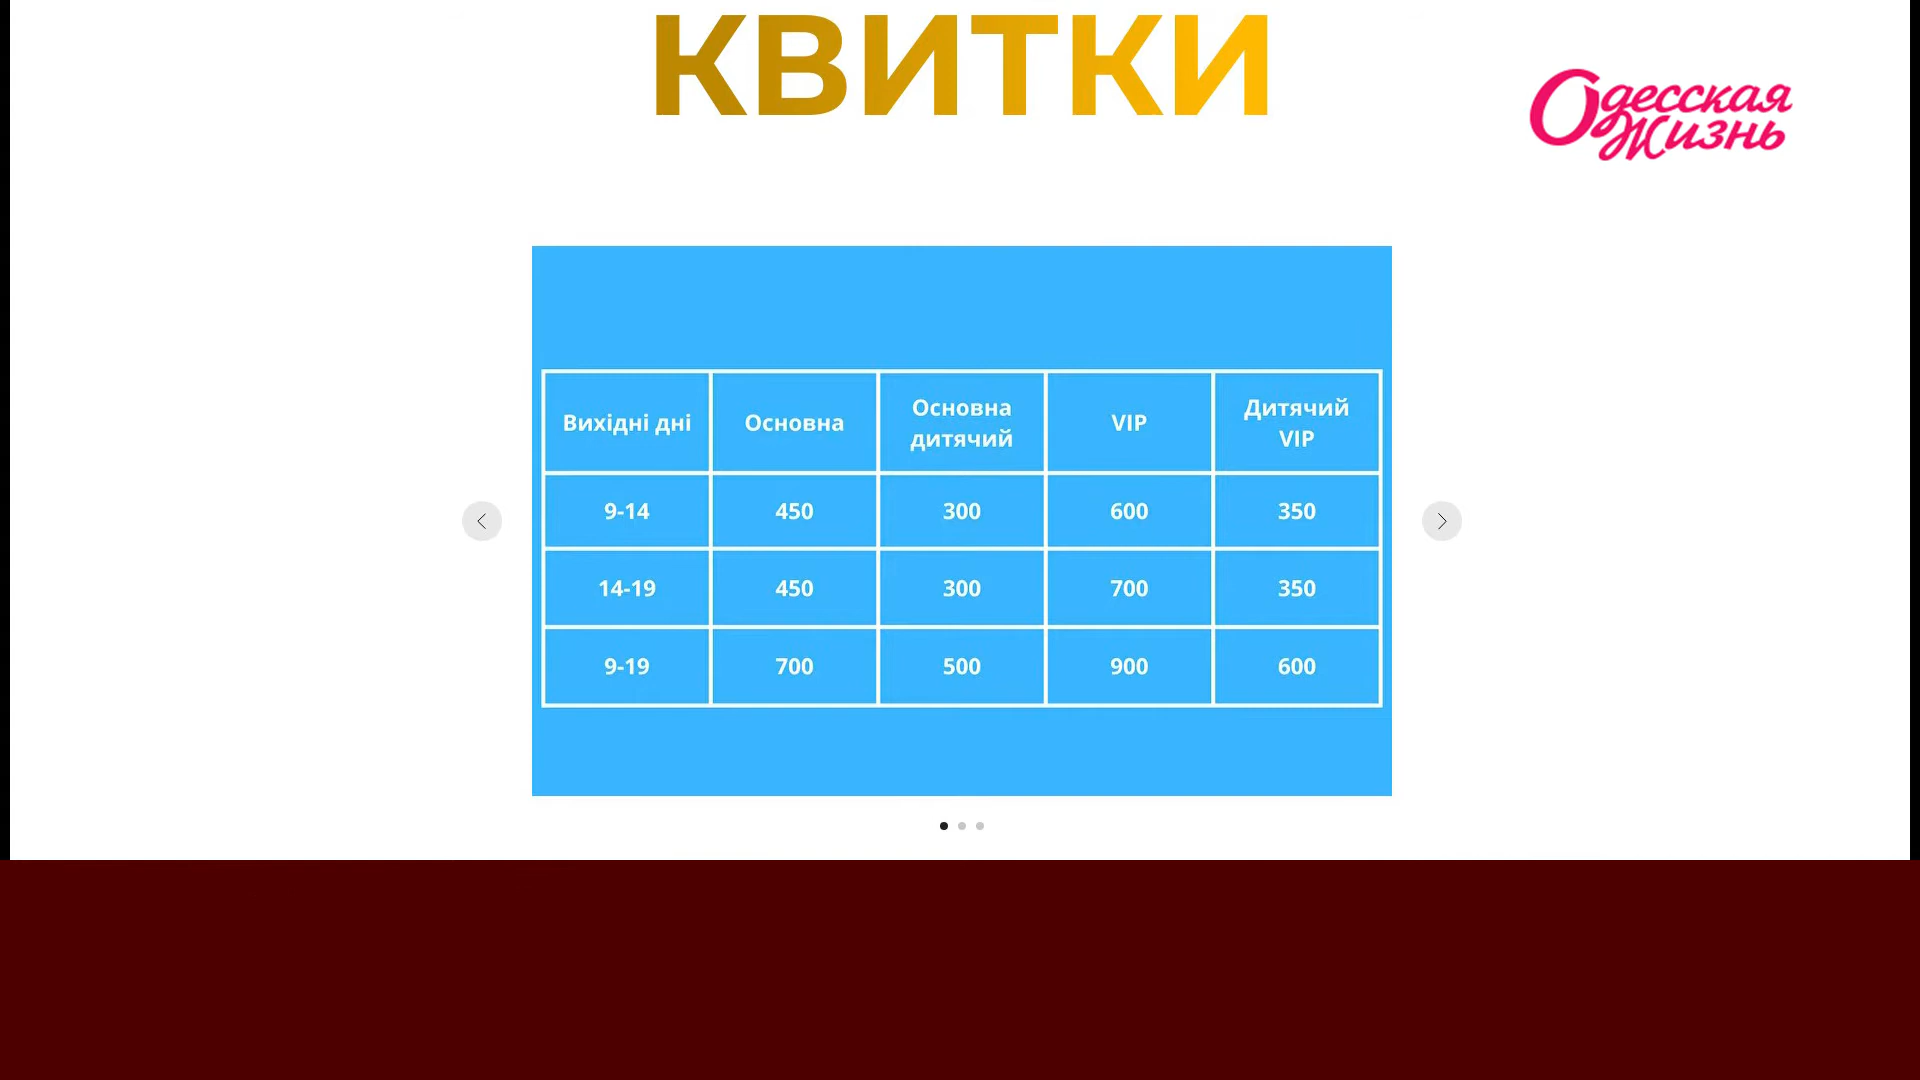 КВИТКИ
Одесская
Жизнь
Вихідні дні Основна Основна дитячий VIP Дитячий VIP
9-14 450 300 600 350
14-19 450 300 700 350
9-19 700 500 900 600